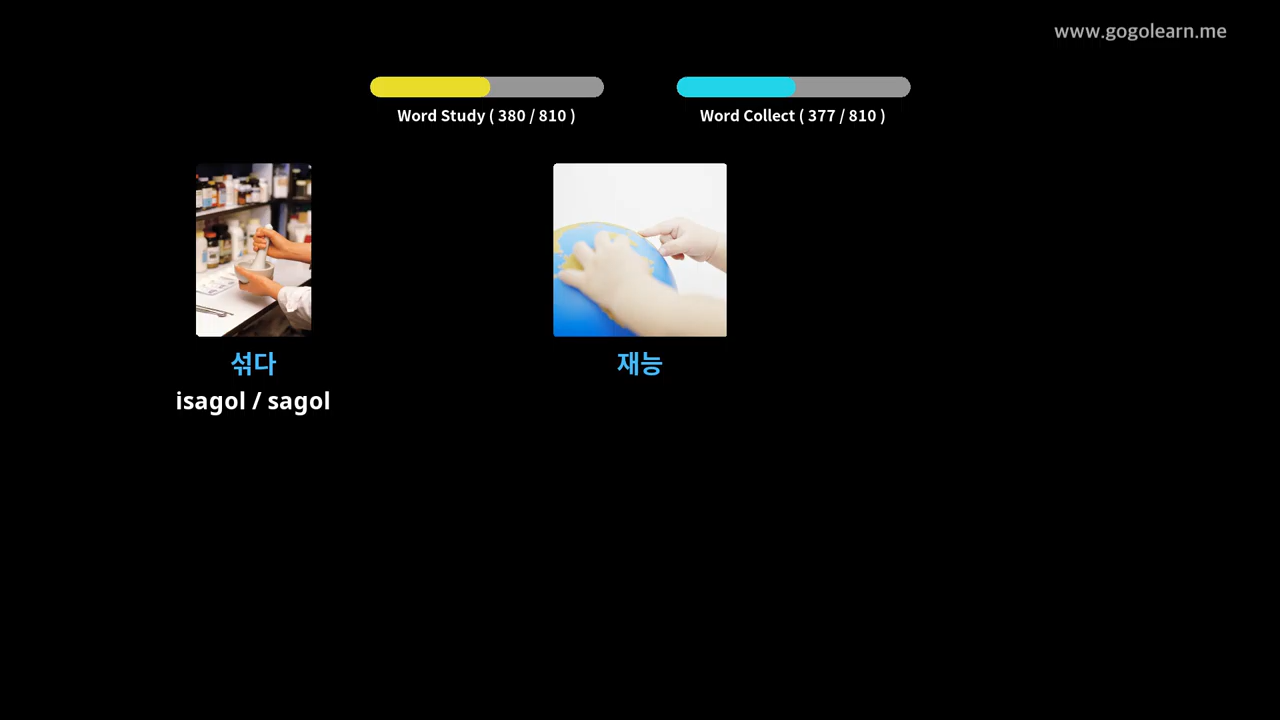 www.gogolearn.me
Word Study ( 380 / 810 )
Word Collect ( 377 / 810 )
섞다
재능
isagol / sagol